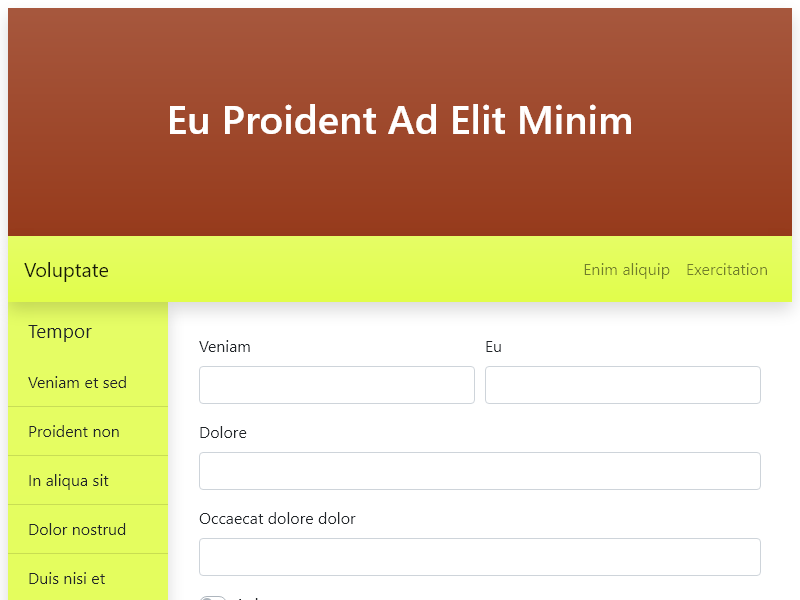 Eu Proident Ad Elit Minim
Voluptate
Enim aliquip
Exercitation
Tempor
Veniam et sed
Proident non
In aliqua sit
Dolor nostrud
Duis nisi et
Veniam
Eu
Dolore
Occaecat dolore dolor